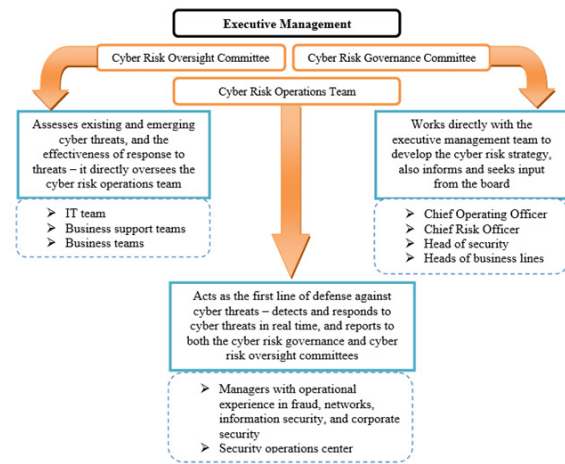 Executive Management
Cyber Risk Oversight Committee
Cyber Risk Governance Committee
Cyber Risk Operations Team
Assesses existing and emerging
cyber threats, and the
effectiveness of response to
threats – it directly oversees the
cyber risk operations team
➢ IT team
➢ Business support teams
➢ Business teams
Works directly with the
executive management team to
develop the cyber risk strategy,
also informs and seeks input
from the board
➢ Chief Operating Officer
➢ Chief Risk Officer
➢ Head of security
➢ Heads of business lines
Acts as the first line of defense against
cyber threats – detects and responds to
cyber threats in real time, and reports to
both the cyber risk governance and cyber
risk oversight committees
➢ Managers with operational
experience in fraud, networks,
information security, and corporate
security
➢ Security operations center